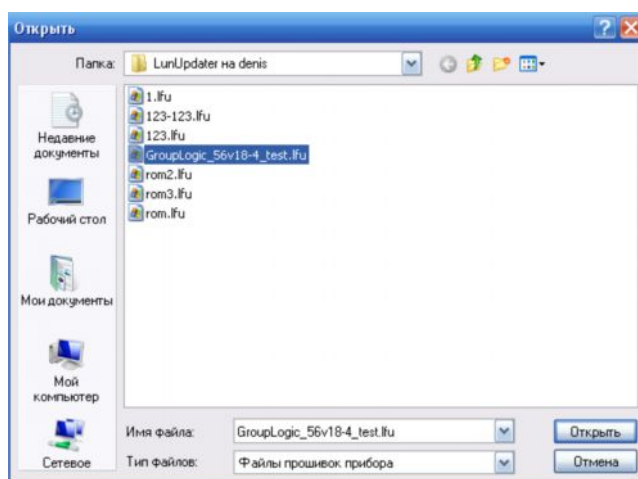 Открыть
Папка: LunUpdater на denis
1.lfu
123-123.lfu
123.lfu
GroupLogic_56v18-4_test.lfu
rom2.lfu
rom3.lfu
rom.lfu
Недавние
документы
Рабочий стол
Мои документы
Мой
компьютер
Сетевое
Имя файла: GroupLogic_56v18-4_test.lfu Открыть
Тип файлов: Файлы прошивок прибора Отмена